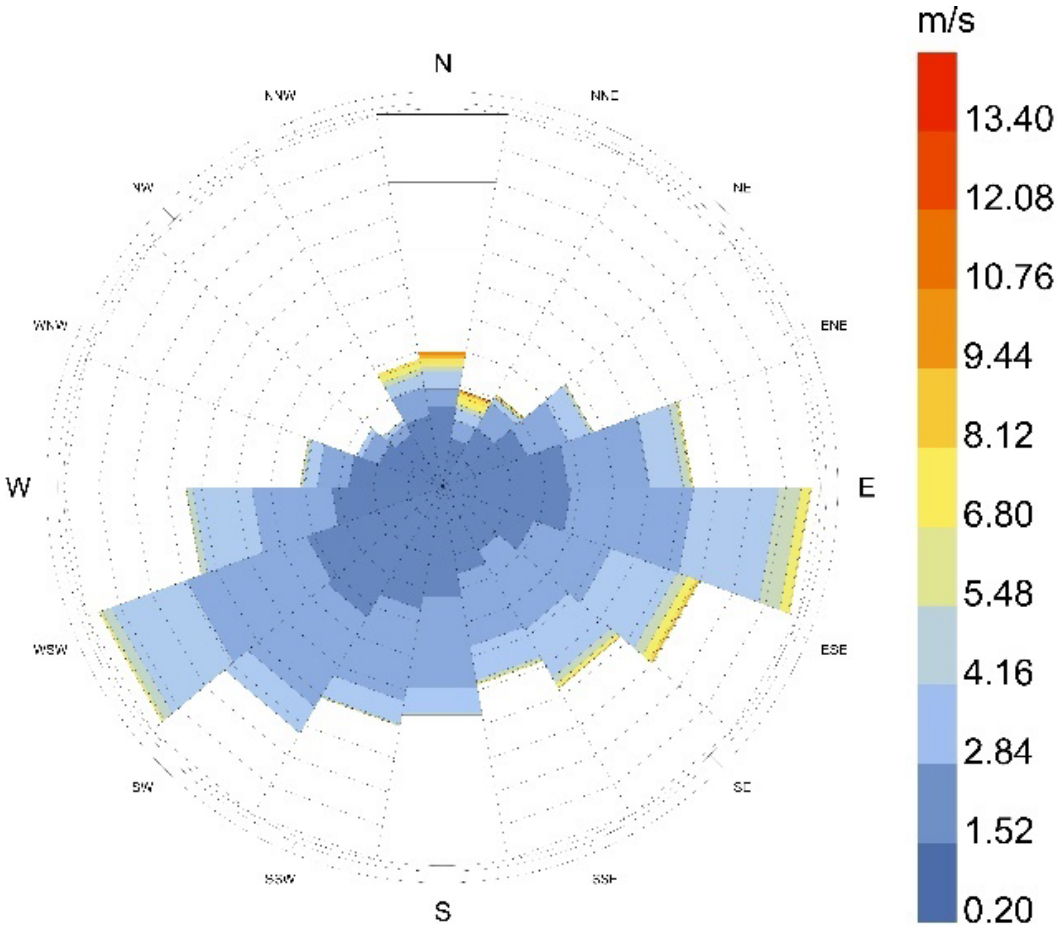 m/s
N
NNW
NNE
13.40
NW
NE
12.08
10.76
WNW
ENE
9.44
8.12
W
E
6.80
5.48
WSW
ESE
4.16
2.84
SW
SE
1.52
SSW
SSE
S
0.20